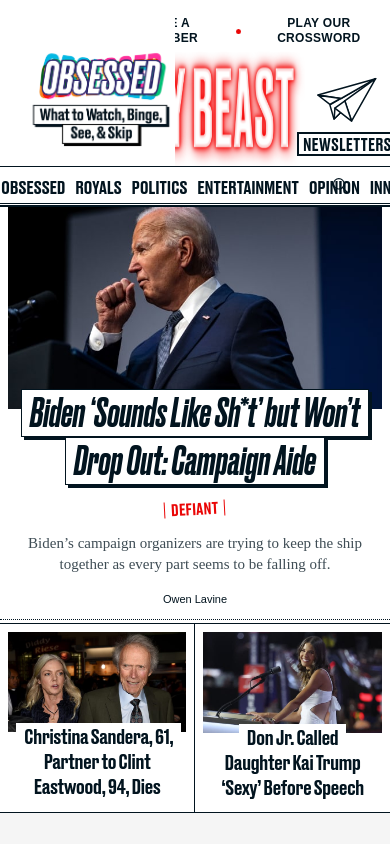 E A
BER
PLAY OUR
CROSSWORD
OBSESSED
What to Watch, Binge,
See, & Skip
Y BEAST
NEWSLETTERS
OBSESSED ROYALS POLITICS ENTERTAINMENT OPINION INN
Biden ‘Sounds Like Sh*t’ but Won’t
Drop Out: Campaign Aide
DEFIANT
Biden’s campaign organizers are trying to keep the ship
together as every part seems to be falling off.
Owen Lavine
Christina Sandera, 61,
Partner to Clint
Eastwood, 94, Dies
Don Jr. Called
Daughter Kai Trump
‘Sexy’ Before Speech